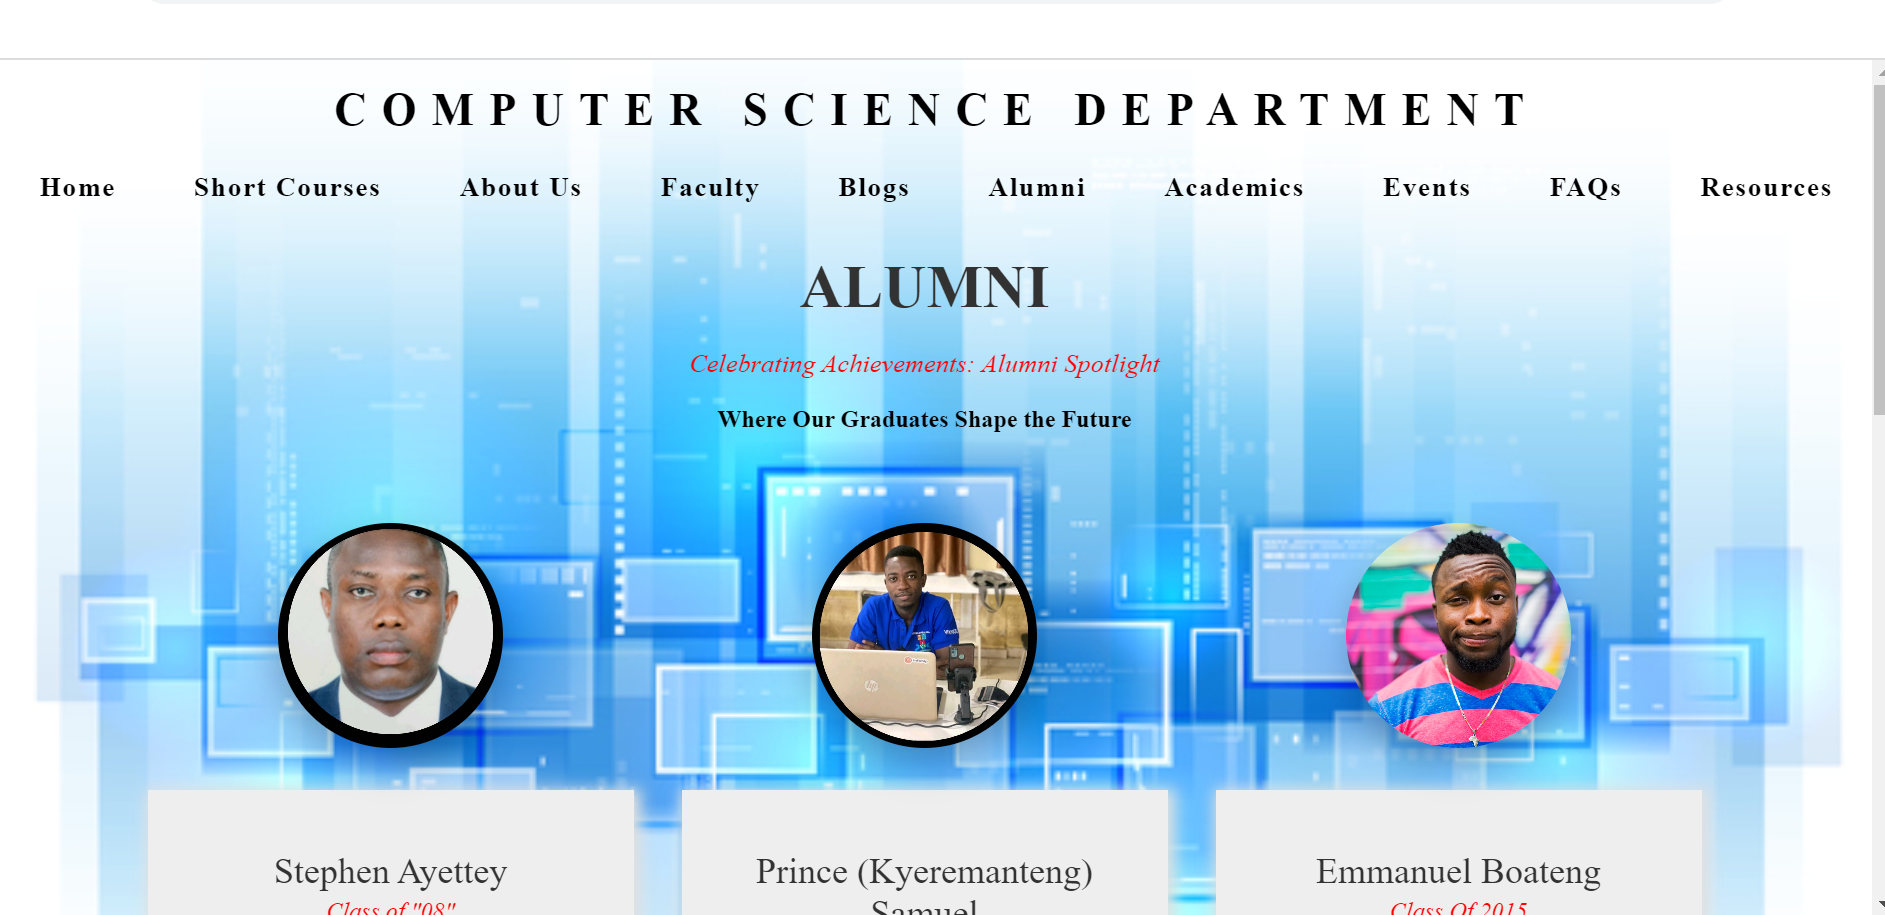 COMPUTER SCIENCE DEPARTMENT
Home Short Courses About Us Faculty Blogs Alumni Academics Events FAQs Resources
ALUMNI
Celebrating Achievements: Alumni Spotlight
Where Our Graduates Shape the Future
hp
Stephen Ayettey
Class of "08"
Prince (Kyeremanteng)
Samuel
Emmanuel Boateng
Class Of 2015